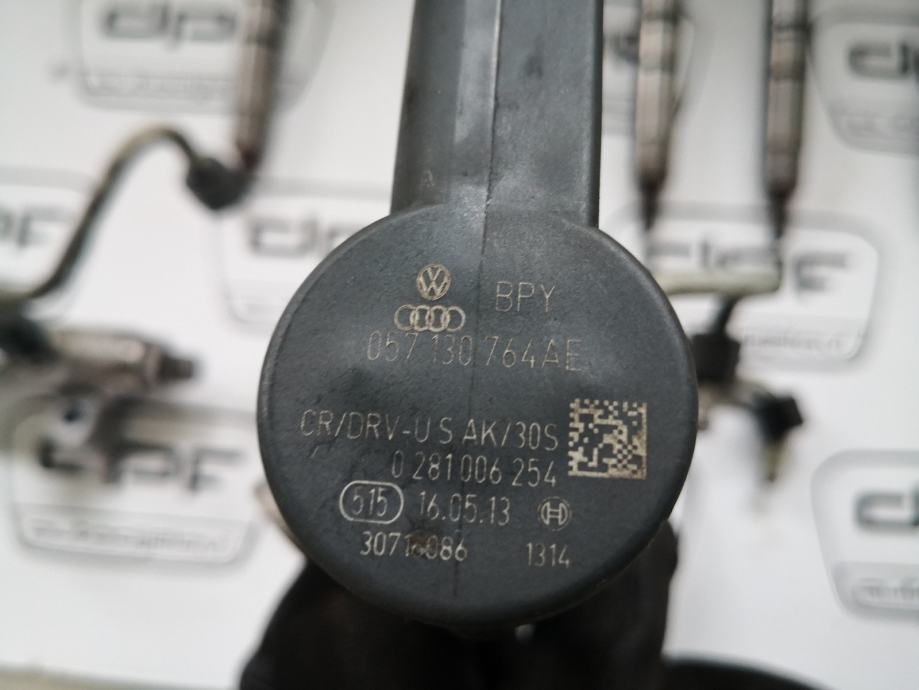 BPY
057 130 764AE
CR/DRV-U S AK/30S
0 281 006 254
515 16.05.13 H
1314